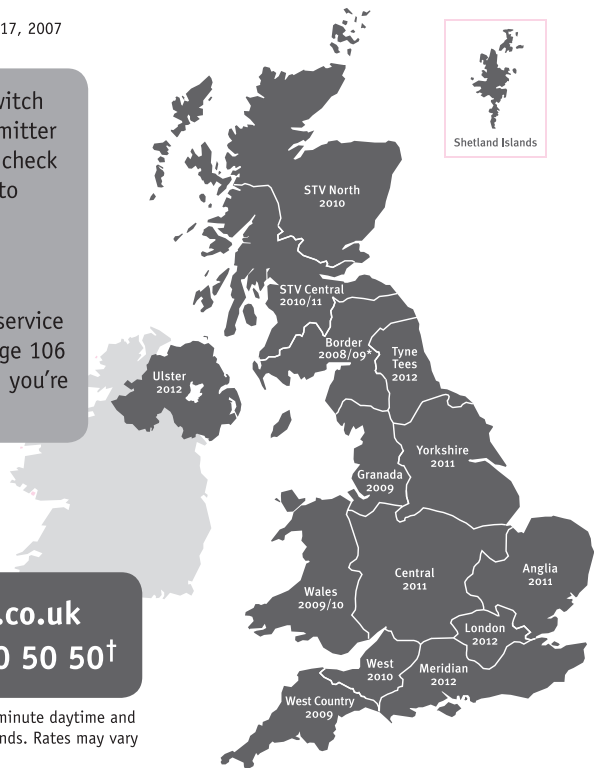 17, 2007
witch
mitter
check
to
service
ge 106
you're
.co.uk
0 50 50†
minute daytime and
nds. Rates may vary
Shetland Islands
STV North
2010
STV Central
2010/11
Border
2008/09*
Tyne
Tees
2012
Ulster
2012
Yorkshire
2011
Granada
2009
Central
2011
Anglia
2011
Wales
2009/10
London
2012
West
2010
Meridian
2012
West Country
2009